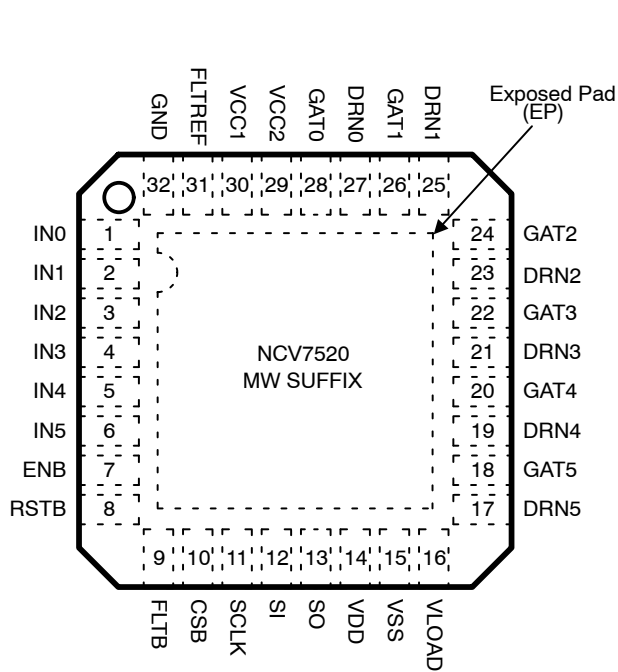 GND FLTREF VCC1 VCC2 GAT0 DRN0 GAT1 DRN1
Exposed Pad
(EP)
32 31 30 29 28 27 26 25
IN0 1 24 GAT2
IN1 2 23 DRN2
IN2 3 22 GAT3
IN3 4 21 DRN3
IN4 5 20 GAT4
IN5 6 19 DRN4
ENB 7 18 GAT5
RSTB 8 17 DRN5
NCV7520
MW SUFFIX
9 10 11 12 13 14 15 16
FLTB CSB SCLK SI SO VDD VSS VLOAD